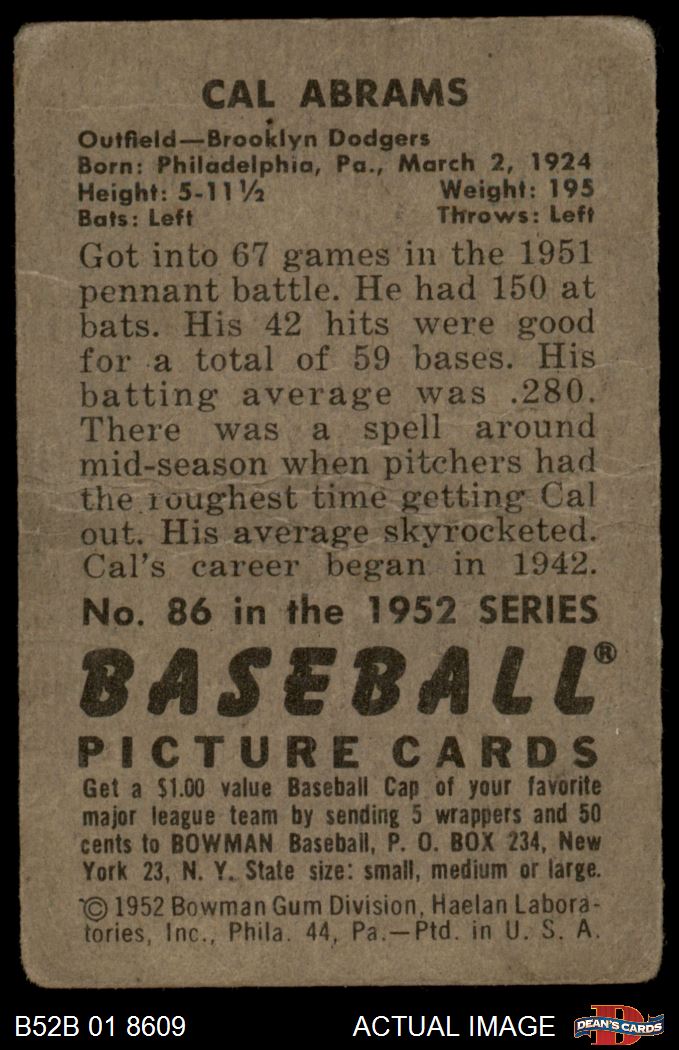 CAL ABRAMS
Outfield—Brooklyn Dodgers
Born: Philadelphia, Pa., March 2, 1924
Height: 5-11½ Weight: 195
Bats: Left Throws: Left
Got into 67 games in the 1951
pennant battle. He had 150 at
bats. His 42 hits were good
for a total of 59 bases. His
batting average was .280.
There was a spell around
mid-season when pitchers had
the roughest time getting Cal
out. His average skyrocketed.
Cal's career began in 1942.
No. 86 in the 1952 SERIES
BASEBALL®
PICTURE CARDS
Get a $1.00 value Baseball Cap of your favorite
major league team by sending 5 wrappers and 50
cents to BOWMAN Baseball, P. O. BOX 234, New
York 23, N. Y. State size: small, medium or large.
© 1952 Bowman Gum Division, Haelan Labora-
tories, Inc., Phila. 44, Pa.—Ptd. in U. S. A.
B52B 01 8609 ACTUAL IMAGE D DEAN'S CARDS